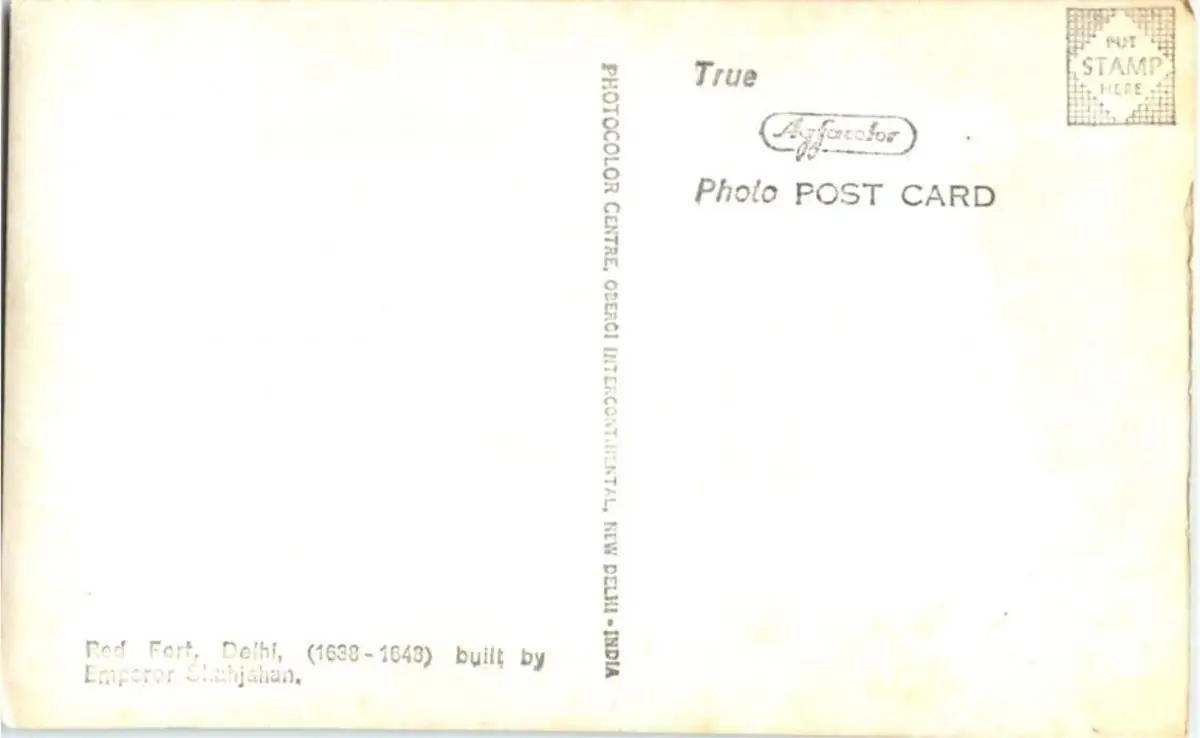 Red Fort, Delhi, (1638-1648) built by
Emperor Shahjahan.
PHOTOCOLOR CENTRE, OBEROI INTERCONTINENTAL, NEW DELHI - INDIA
True
Agfacolor
Photo POST CARD
PUT
STAMP
HERE